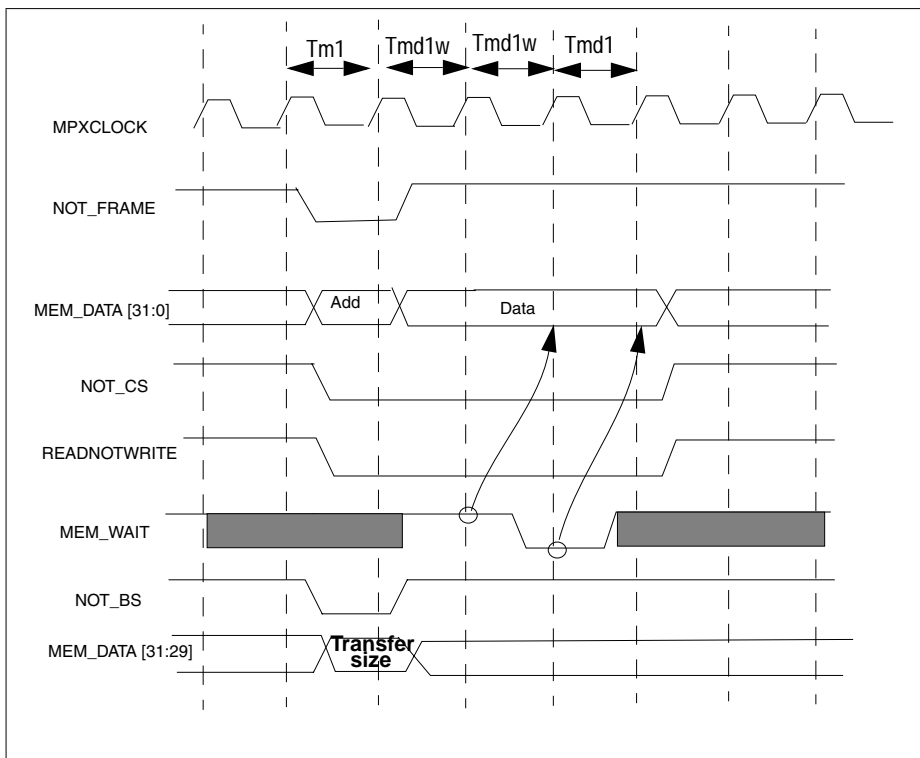 Tm1 Tmd1w Tmd1w Tmd1
MPXCLOCK
NOT_FRAME
MEM_DATA [31:0] Add Data
NOT_CS
READNOTWRITE
MEM_WAIT
NOT_BS
MEM_DATA [31:29] Transfer
size